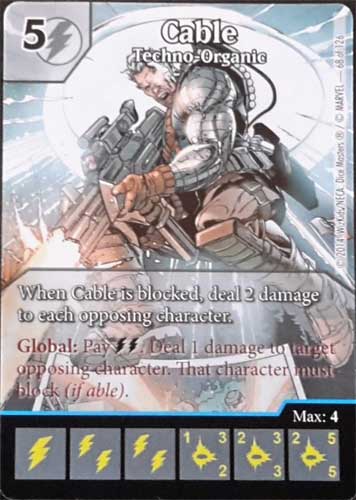 5
Cable
Techno-Organic
© 2014 WizKids/NECA. Dice Masters ® / © MARVEL — 68 of 126
When Cable is blocked, deal 2 damage
to each opposing character.
Global: Pay . Deal 1 damage to target
opposing character. That character must
block (if able).
Max: 4
1 3 2
2 3 3
2 5 5